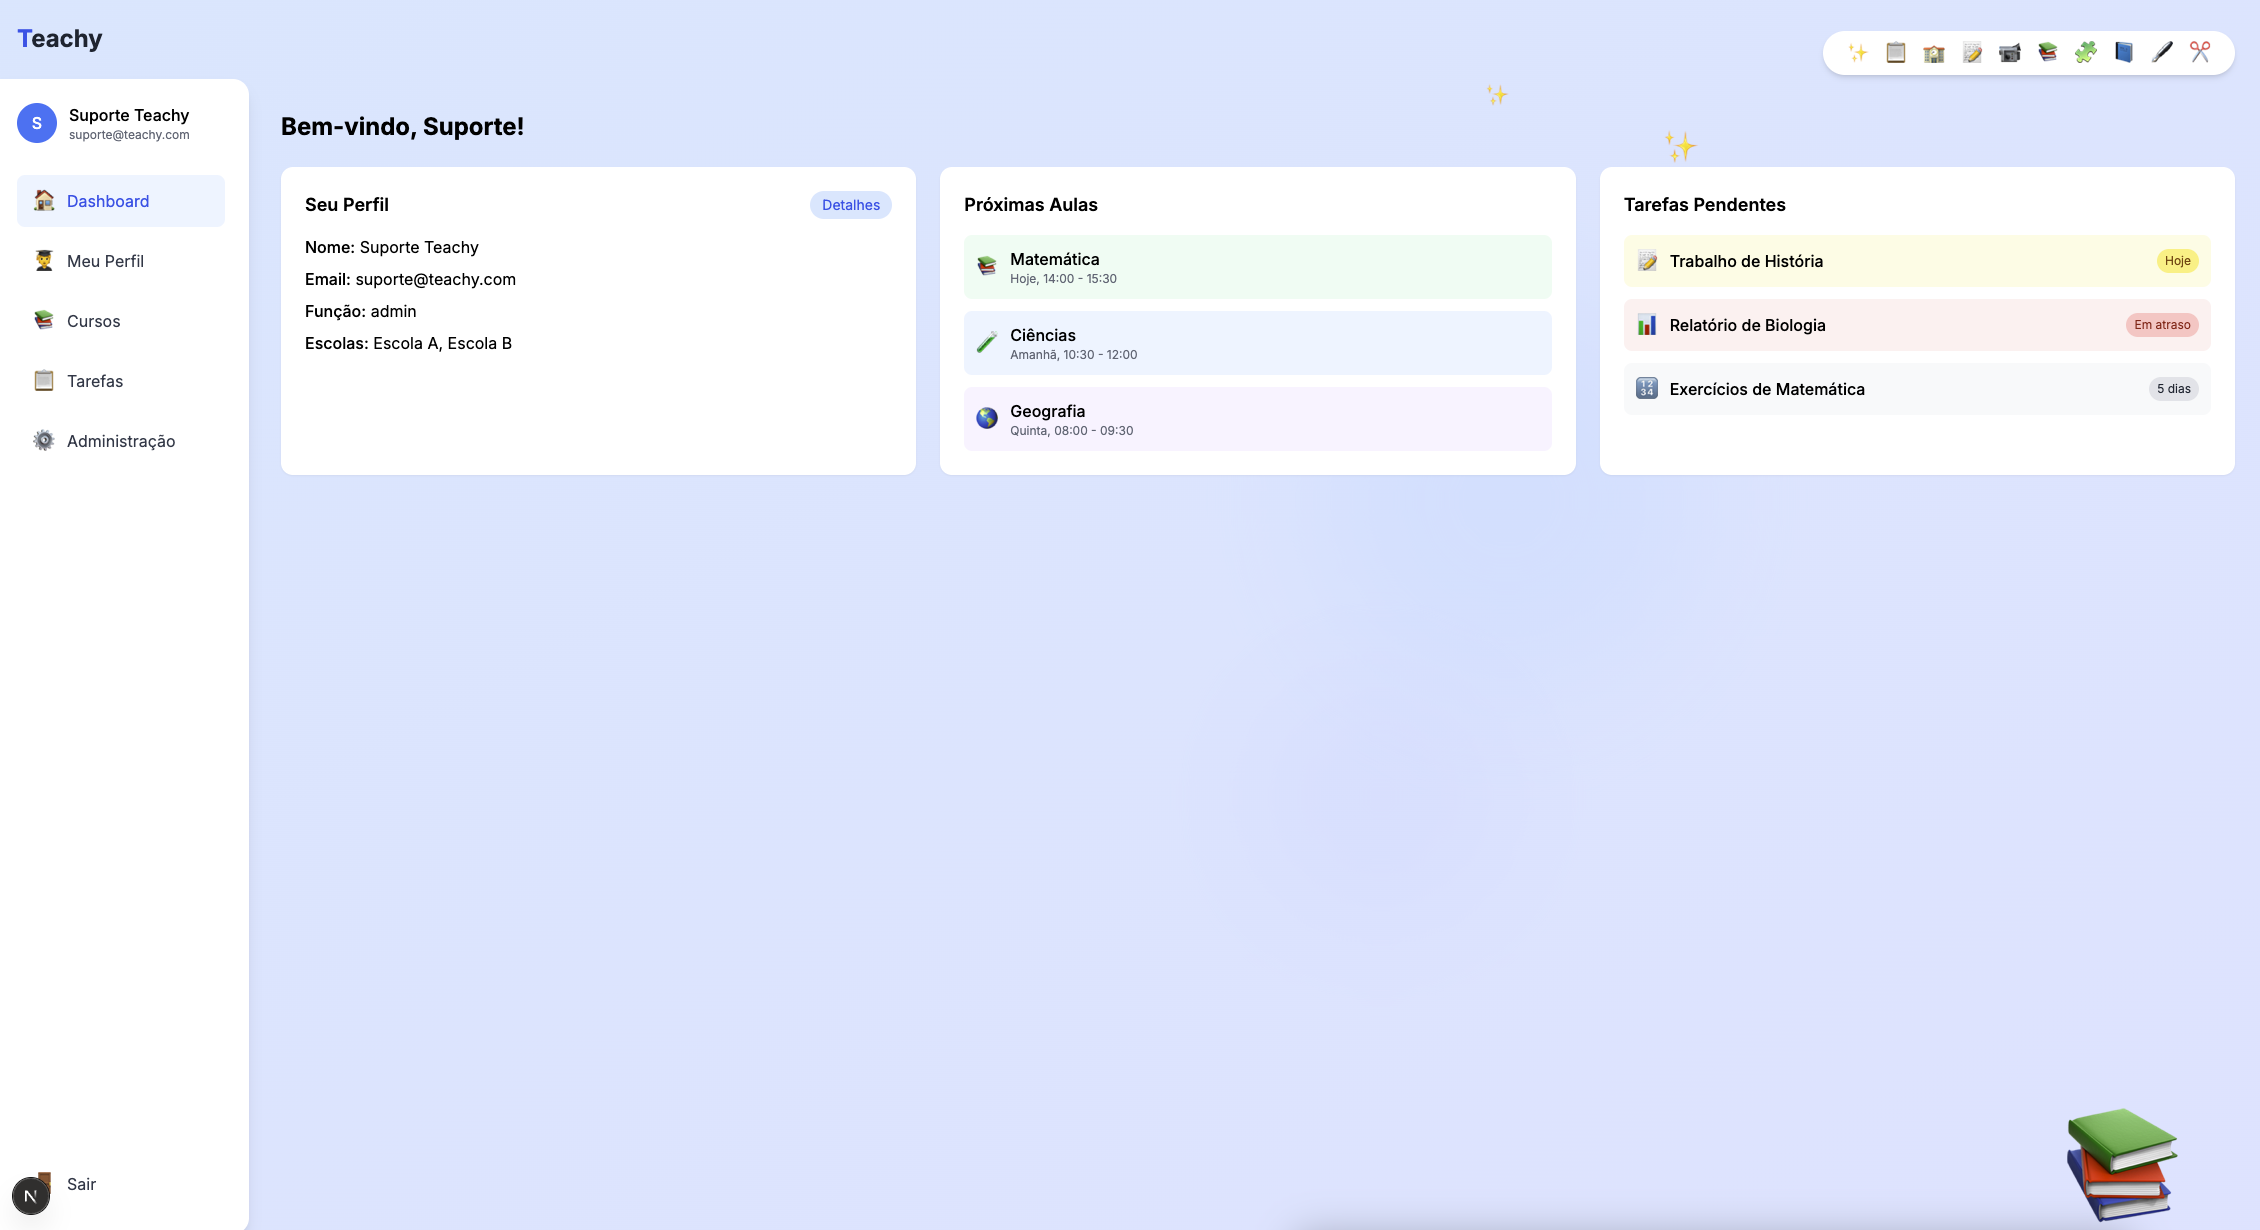 Teachy
S
Suporte Teachy
suporte@teachy.com
Dashboard
Meu Perfil
Cursos
Tarefas
Administração
Sair
N
Bem-vindo, Suporte!
Seu Perfil
Detalhes
Nome: Suporte Teachy
Email: suporte@teachy.com
Função: admin
Escolas: Escola A, Escola B
Próximas Aulas
Matemática
Hoje, 14:00 - 15:30
Ciências
Amanhã, 10:30 - 12:00
Geografia
Quinta, 08:00 - 09:30
Tarefas Pendentes
Trabalho de História
Hoje
Relatório de Biologia
Em atraso
12
34
Exercícios de Matemática
5 dias